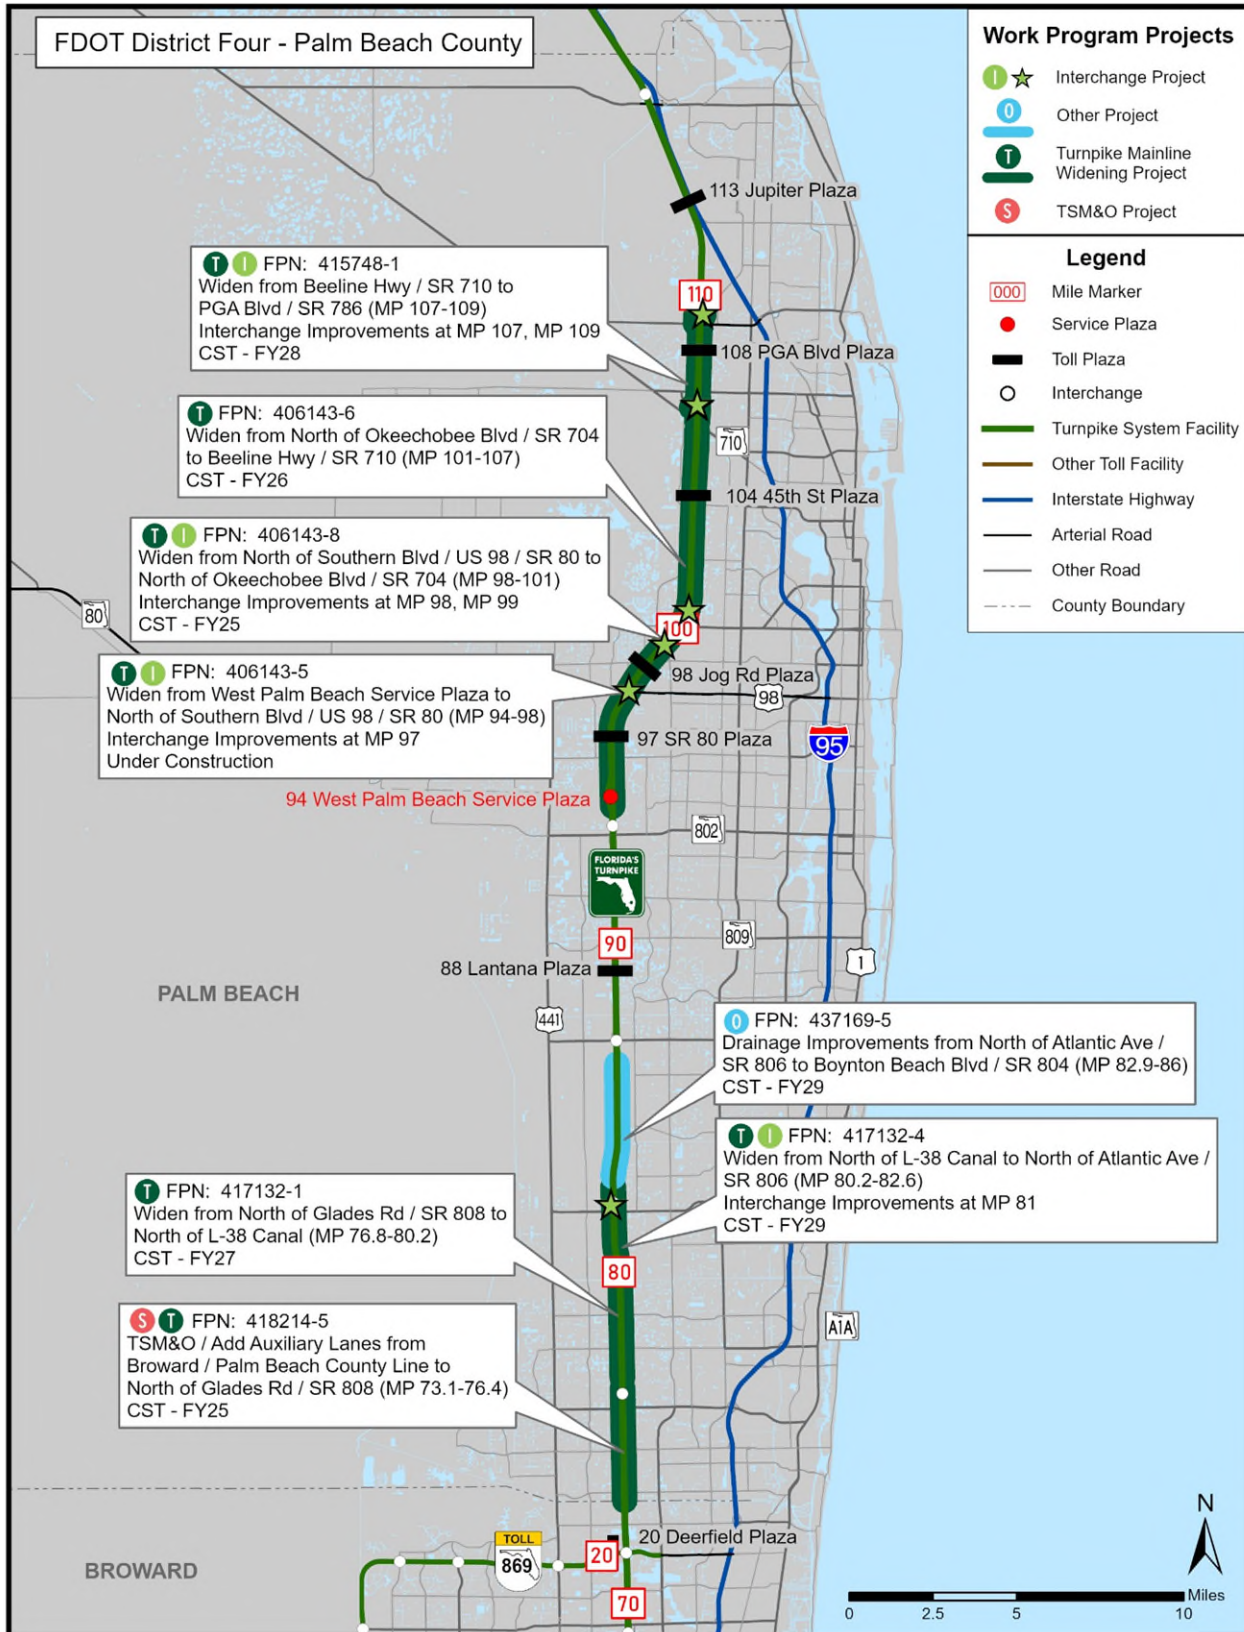 FDOT District Four - Palm Beach County
Work Program Projects
I Interchange Project
O Other Project
T Turnpike Mainline
Widening Project
S TSM&O Project
Legend
000 Mile Marker
Service Plaza
Toll Plaza
Interchange
Turnpike System Facility
Other Toll Facility
Interstate Highway
Arterial Road
Other Road
County Boundary
113 Jupiter Plaza
T I FPN: 415748-1
Widen from Beeline Hwy / SR 710 to
PGA Blvd / SR 786 (MP 107-109)
Interchange Improvements at MP 107, MP 109
CST - FY28
110
108 PGA Blvd Plaza
T FPN: 406143-6
Widen from North of Okeechobee Blvd / SR 704
to Beeline Hwy / SR 710 (MP 101-107)
CST - FY26
710
104 45th St Plaza
T I FPN: 406143-8
Widen from North of Southern Blvd / US 98 / SR 80 to
North of Okeechobee Blvd / SR 704 (MP 98-101)
Interchange Improvements at MP 98, MP 99
CST - FY25
80
100
98 Jog Rd Plaza
T I FPN: 406143-5
Widen from West Palm Beach Service Plaza to
North of Southern Blvd / US 98 / SR 80 (MP 94-98)
Interchange Improvements at MP 97
Under Construction
98
97 SR 80 Plaza
95
94 West Palm Beach Service Plaza
802
FLORIDA'S
TURNPIKE
90
809
1
88 Lantana Plaza
PALM BEACH
441
O FPN: 437169-5
Drainage Improvements from North of Atlantic Ave /
SR 806 to Boynton Beach Blvd / SR 804 (MP 82.9-86)
CST - FY29
T I FPN: 417132-4
Widen from North of L-38 Canal to North of Atlantic Ave /
SR 806 (MP 80.2-82.6)
Interchange Improvements at MP 81
CST - FY29
T FPN: 417132-1
Widen from North of Glades Rd / SR 808 to
North of L-38 Canal (MP 76.8-80.2)
CST - FY27
80
S T FPN: 418214-5
TSM&O / Add Auxiliary Lanes from
Broward / Palm Beach County Line to
North of Glades Rd / SR 808 (MP 73.1-76.4)
CST - FY25
A1A
N
20 Deerfield Plaza
TOLL
869
20
BROWARD
70
Miles
0 2.5 5 10